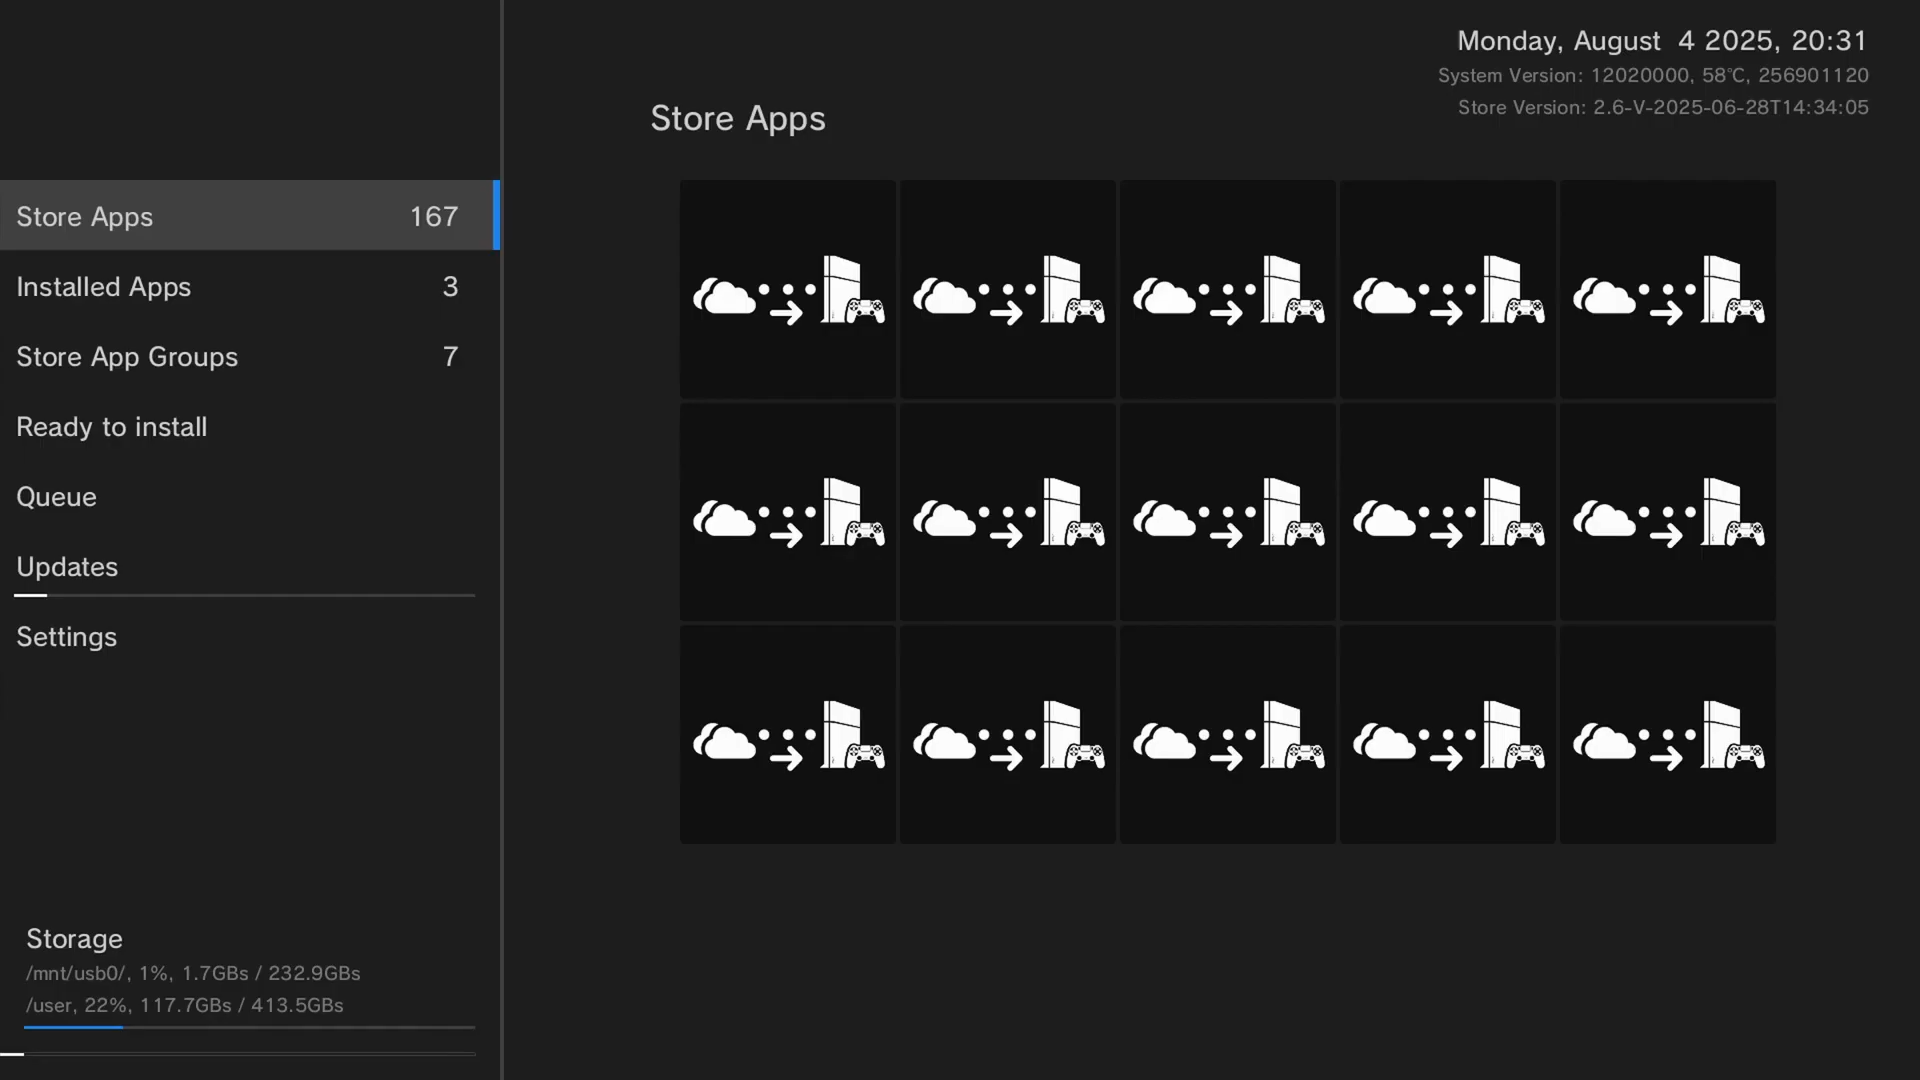 Monday, August 4 2025, 20:31
System Version: 12020000, 58℃, 256901120
Store Version: 2.6-V-2025-06-28T14:34:05
Store Apps
Store Apps 167
Installed Apps 3
Store App Groups 7
Ready to install
Queue
Updates
Settings
Storage
/mnt/usb0/, 1%, 1.7GBs / 232.9GBs
/user, 22%, 117.7GBs / 413.5GBs